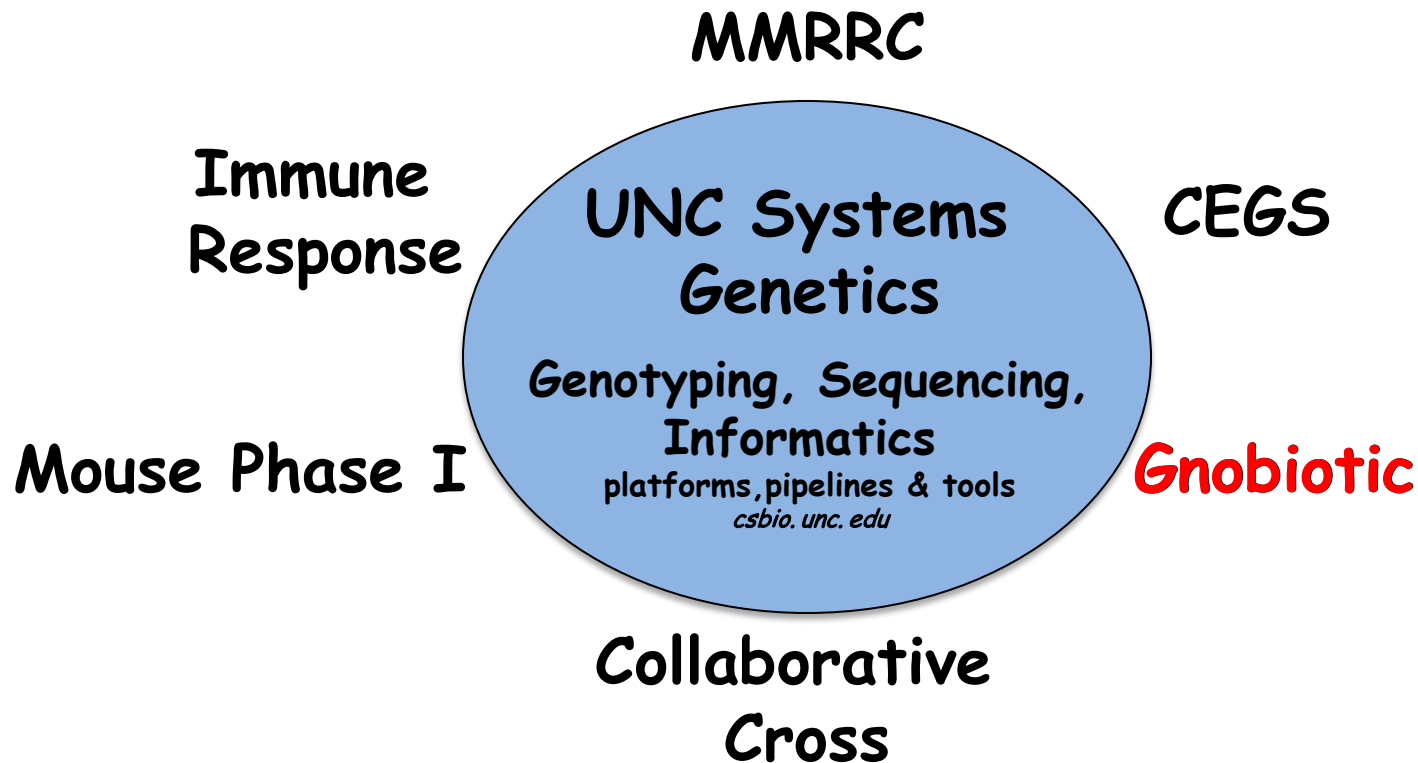 MMRRC
Immune
Response
CEGS
UNC Systems
Genetics
Genotyping, Sequencing,
Informatics
platforms,pipelines & tools
csbio.unc.edu
Mouse Phase I
Gnobiotic
Collaborative
Cross